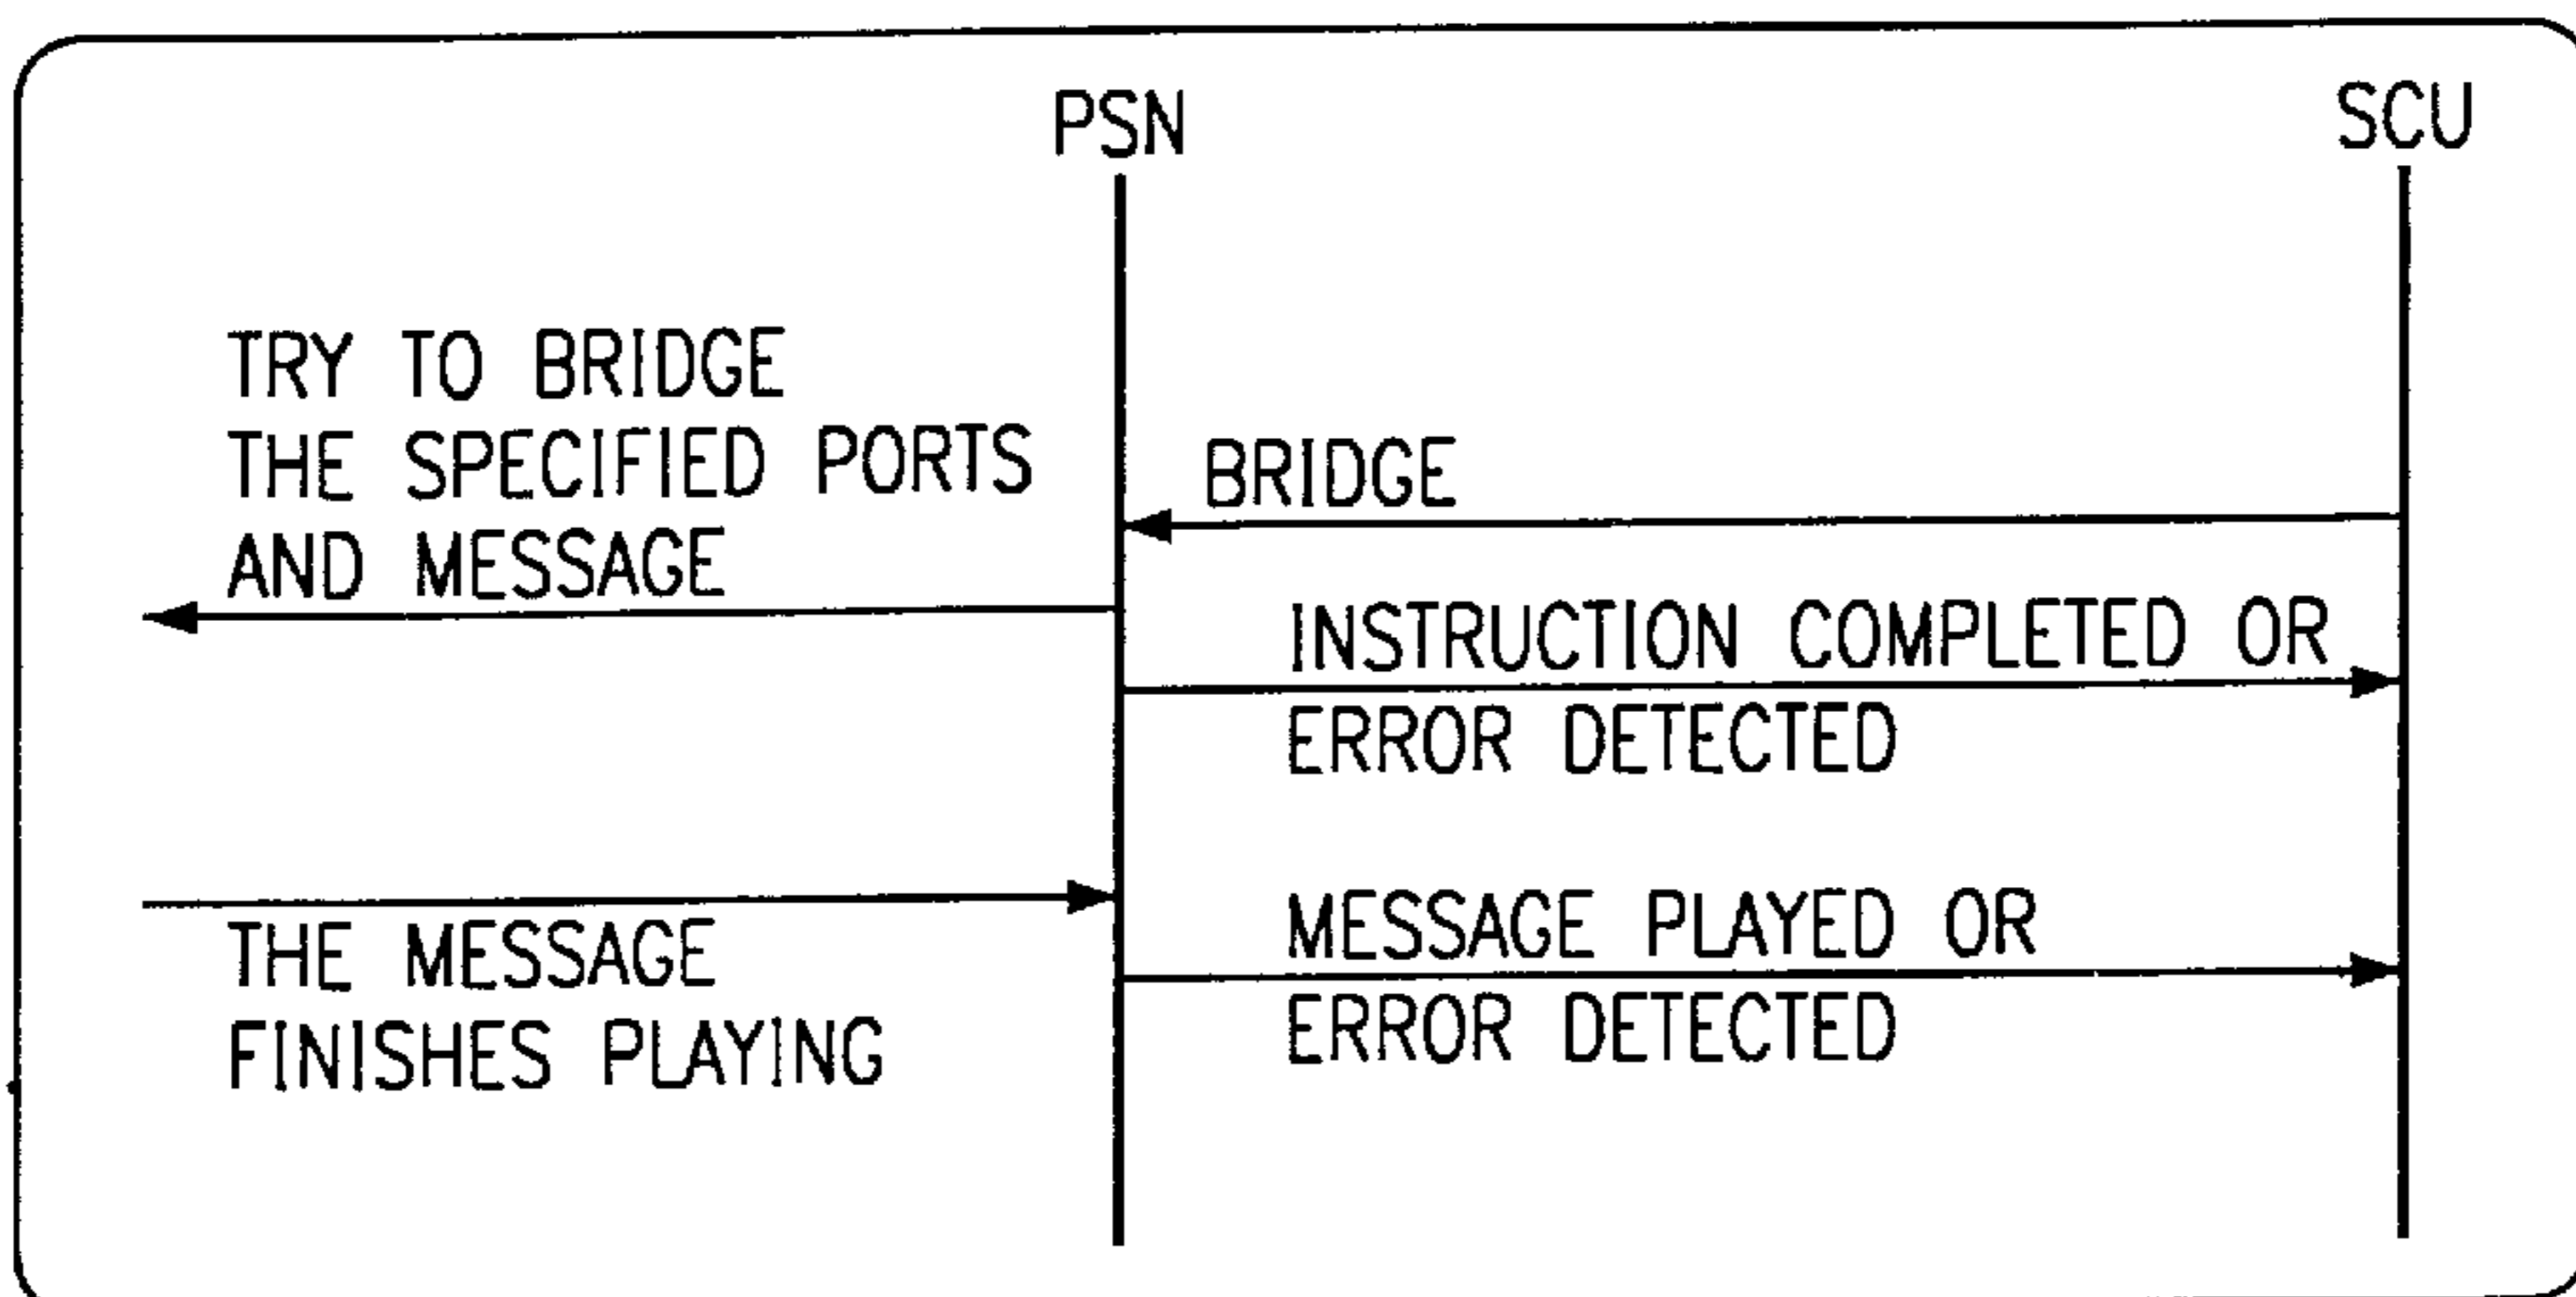 PSN
SCU
TRY TO BRIDGE
THE SPECIFIED PORTS
AND MESSAGE
BRIDGE
INSTRUCTION COMPLETED OR
ERROR DETECTED
THE MESSAGE
FINISHES PLAYING
MESSAGE PLAYED OR
ERROR DETECTED